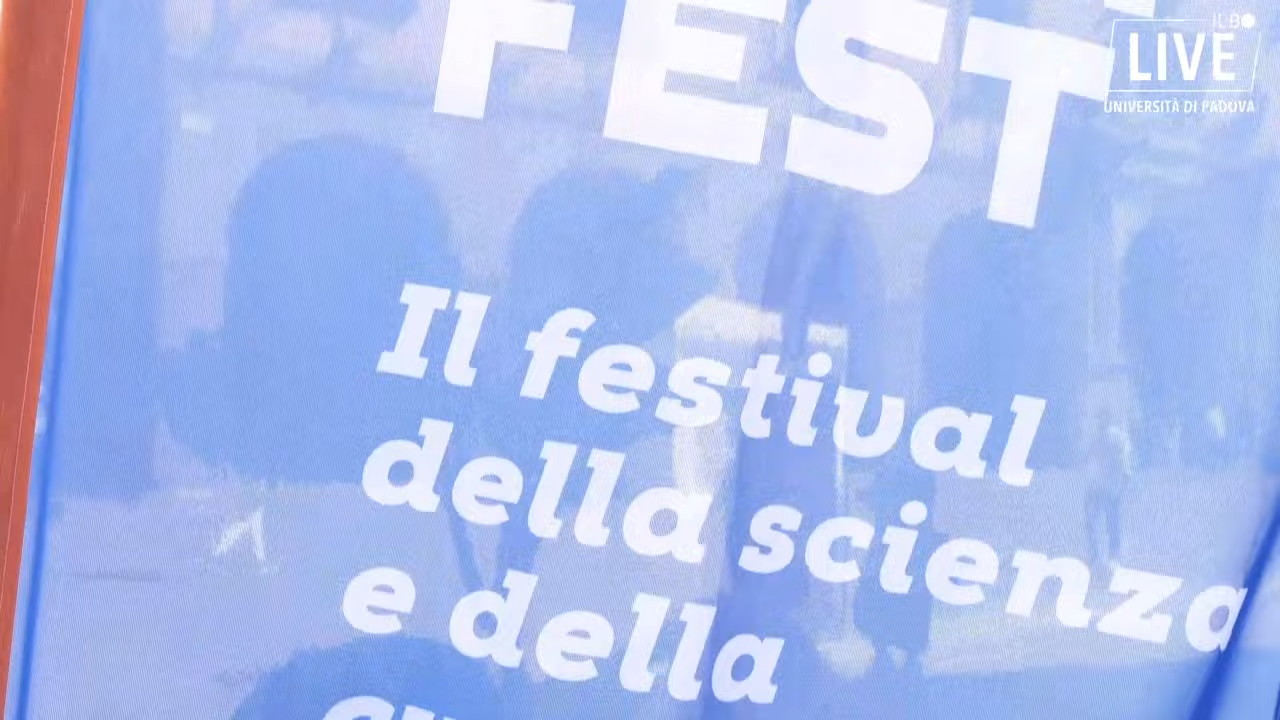 FEST
IL BO
LIVE
UNIVERSITÀ DI PADOVA
Il festival
della scienza
e della